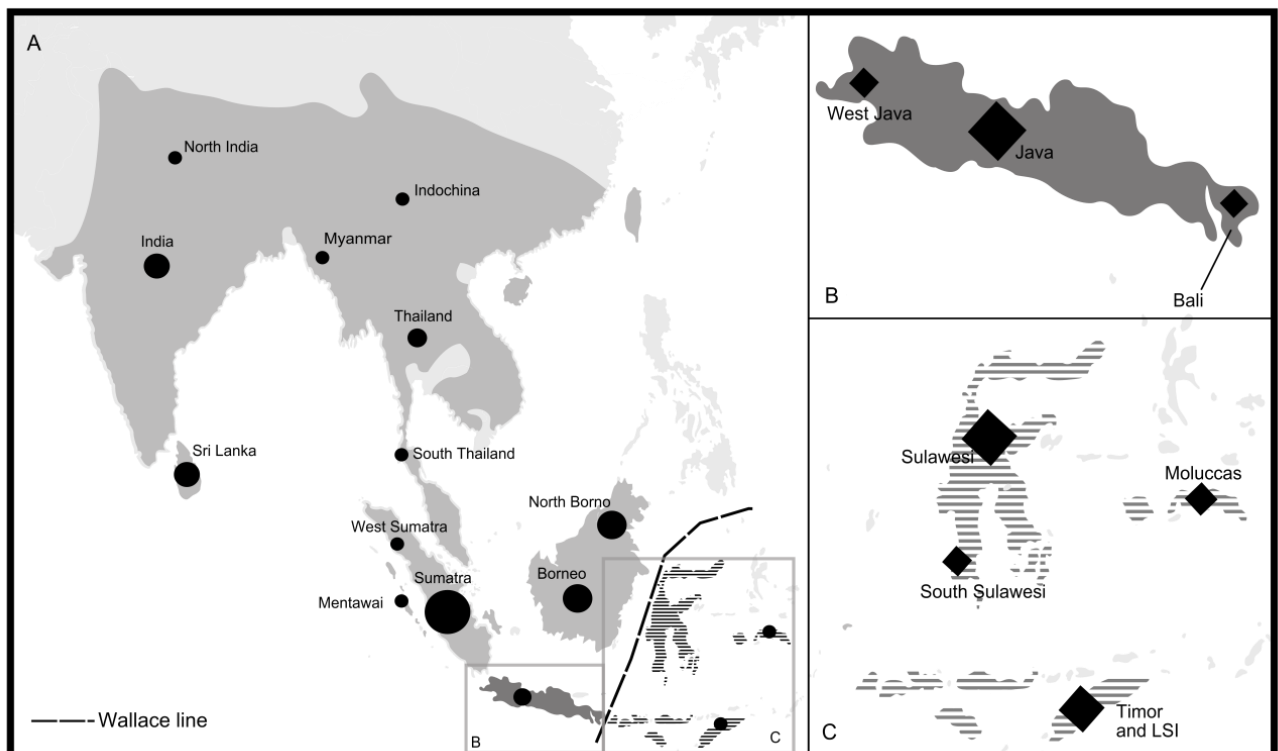 A
North India
Indochina
India
Myanmar
Thailand
Sri Lanka
South Thailand
North Borno
West Sumatra
Sumatra
Borneo
Mentawai
Wallace line
B
C
West Java
Java
B
Bali
Sulawesi
Moluccas
South Sulawesi
Timor
and LSI
C